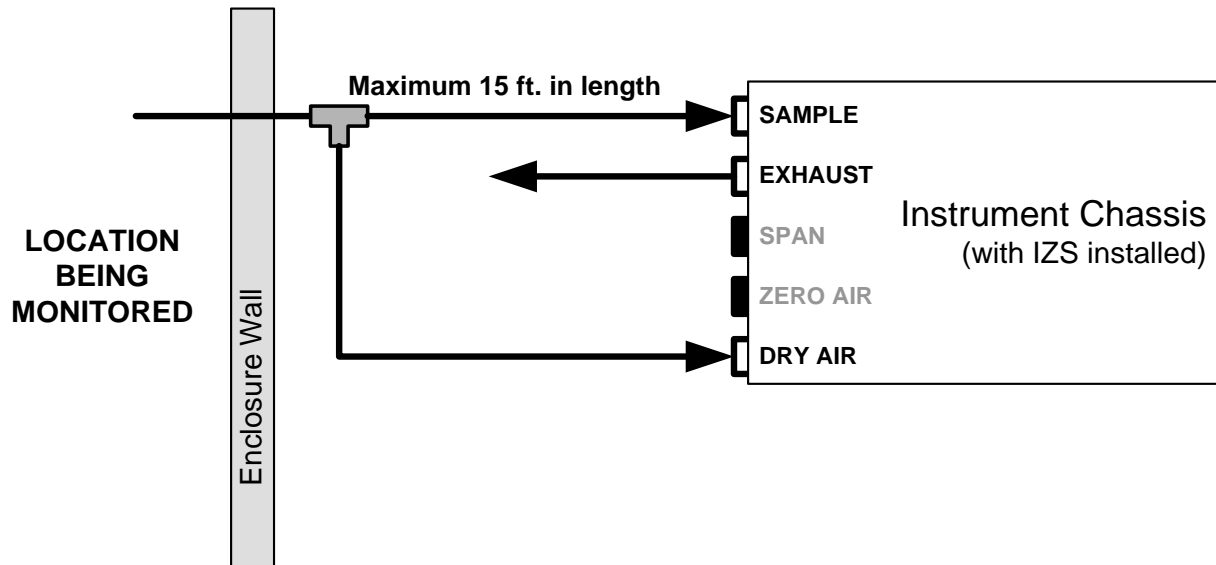 Maximum 15 ft. in length
SAMPLE
EXHAUST
SPAN
ZERO AIR
DRY AIR
Instrument Chassis
(with IZS installed)
LOCATION
BEING
MONITORED
Enclosure Wall